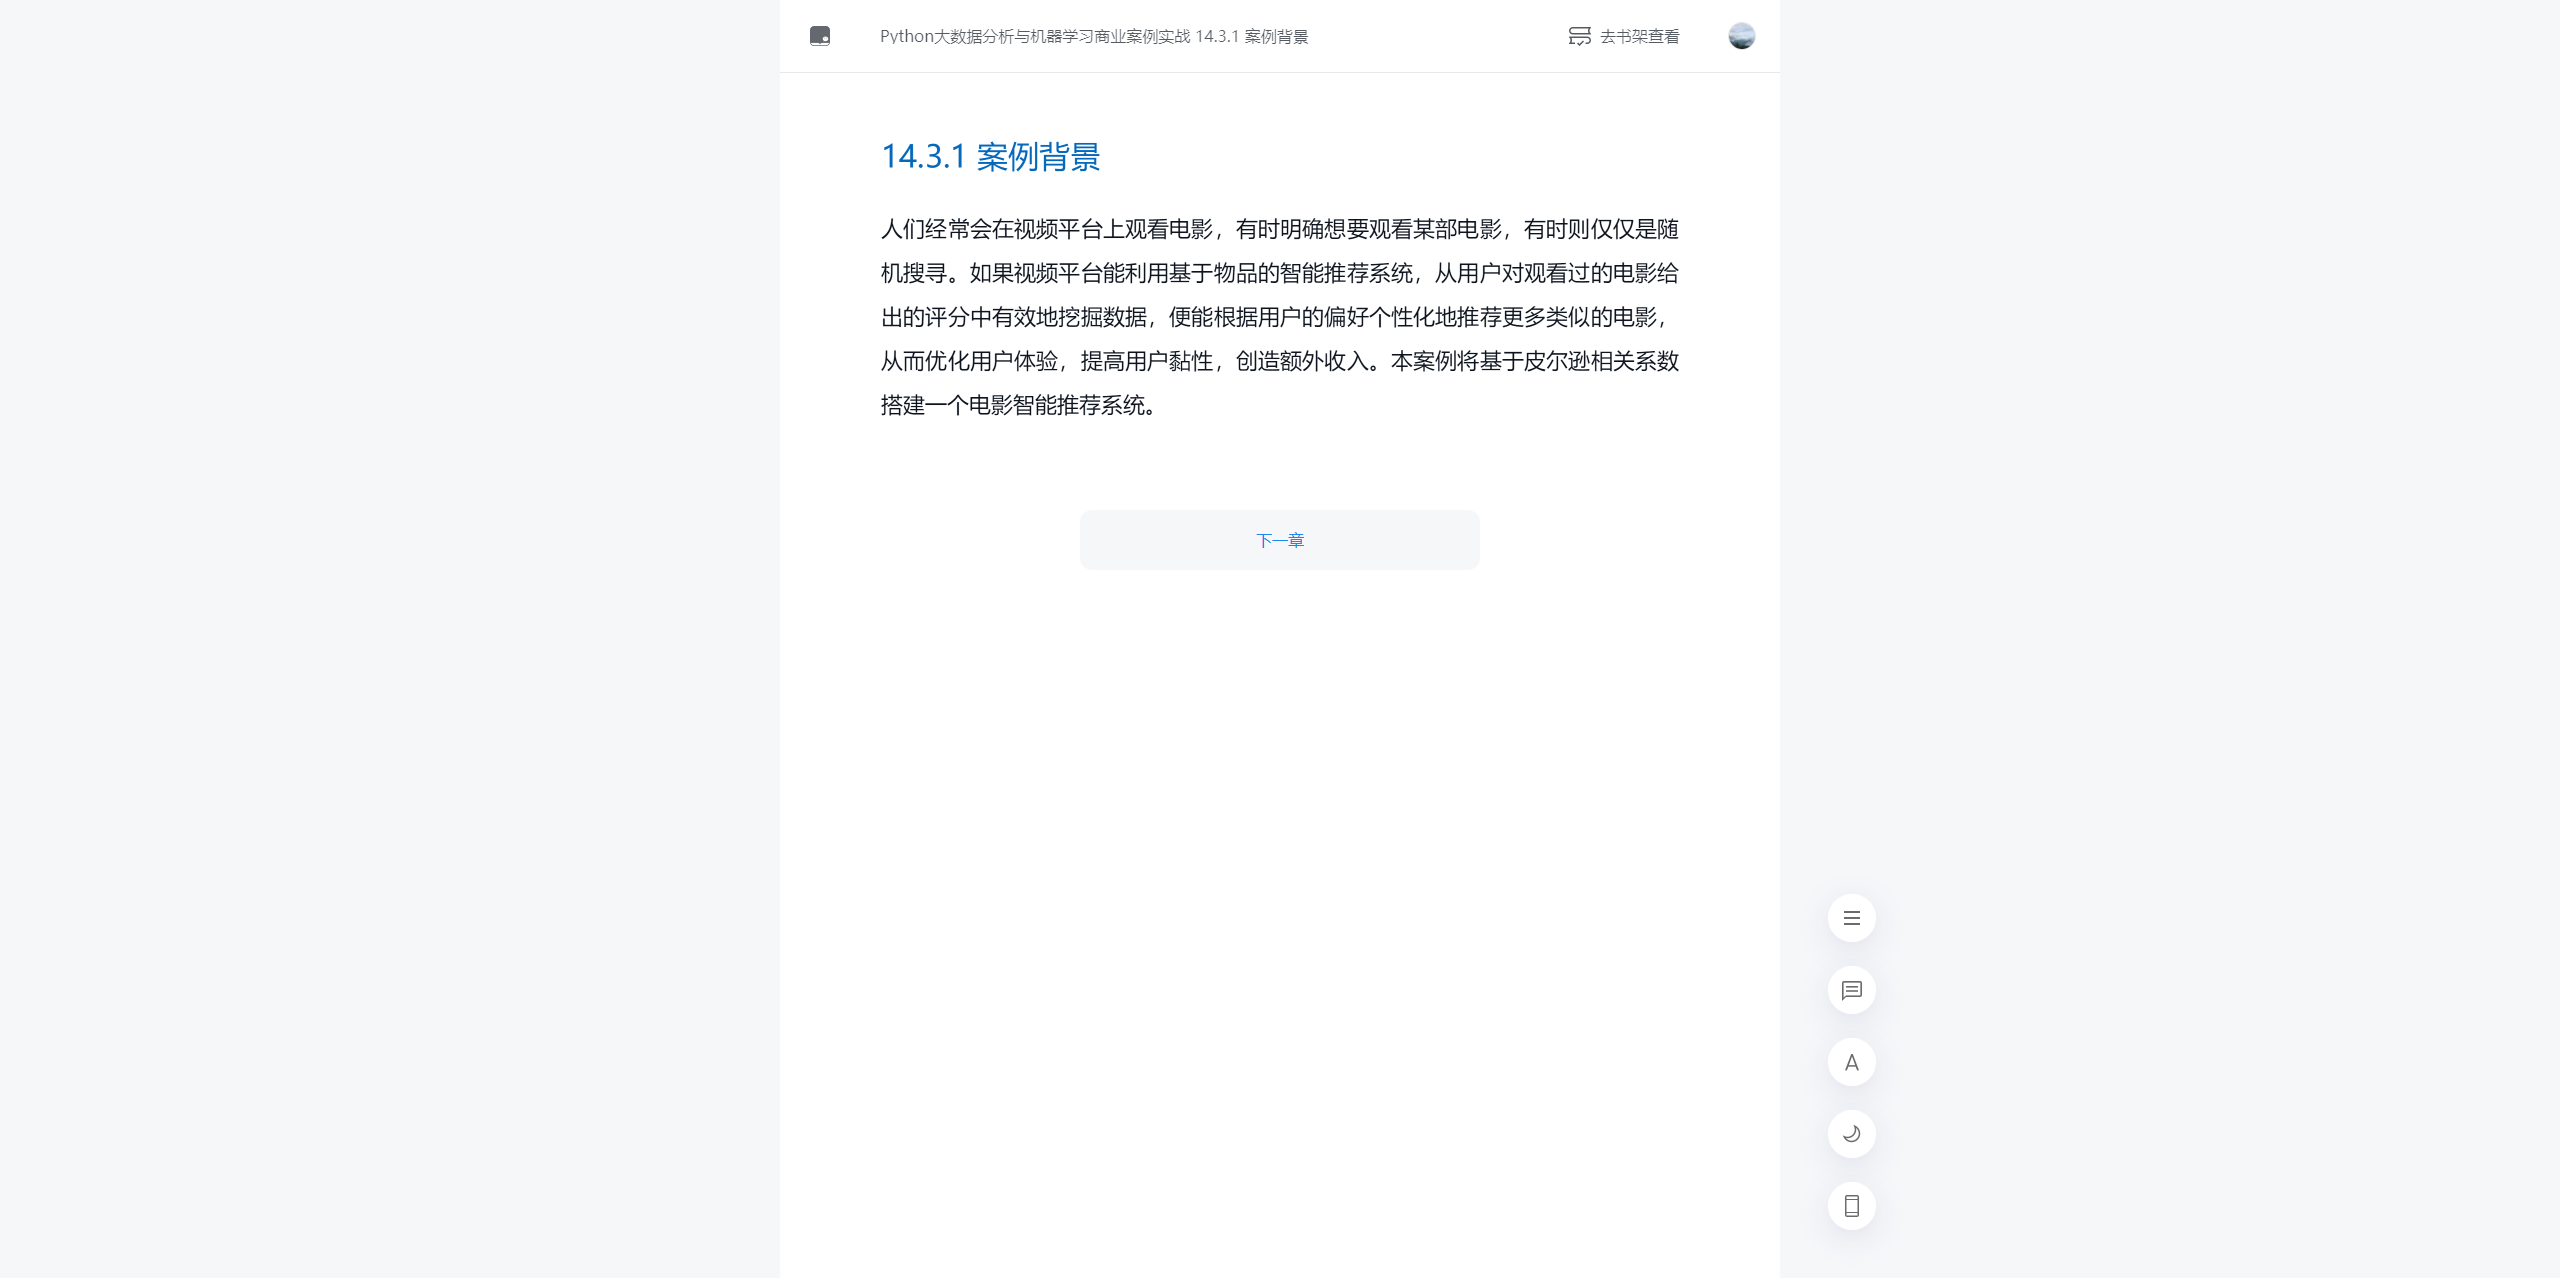 Python大数据分析与机器学习商业案例实战 14.3.1 案例背景
去书架查看
14.3.1 案例背景
人们经常会在视频平台上观看电影，有时明确想要观看某部电影，有时则仅仅是随
机搜寻。如果视频平台能利用基于物品的智能推荐系统，从用户对观看过的电影给
出的评分中有效地挖掘数据，便能根据用户的偏好个性化地推荐更多类似的电影，
从而优化用户体验，提高用户黏性，创造额外收入。本案例将基于皮尔逊相关系数
搭建一个电影智能推荐系统。
下一章
A